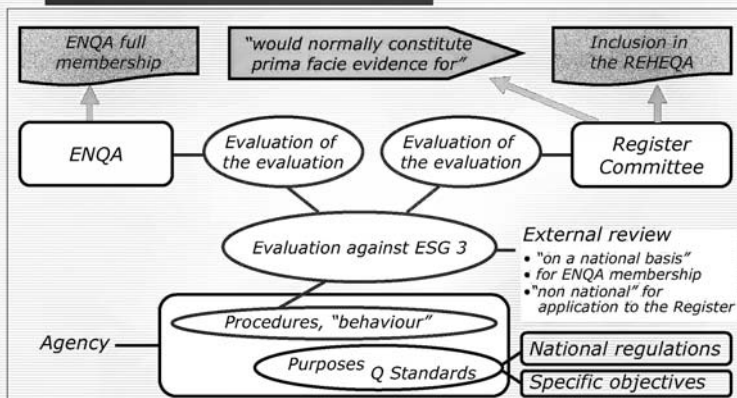 ENQA full
membership
"would normally constitute
prima facie evidence for"
Inclusion in
the REHEQA
ENQA
Evaluation of
the evaluation
Evaluation of
the evaluation
Register
Committee
Evaluation against ESG 3
External review
• "on a national basis"
• for ENQA membership
• "non national" for
application to the Register
Procedures, "behaviour"
Agency
Purposes
Q Standards
National regulations
Specific objectives